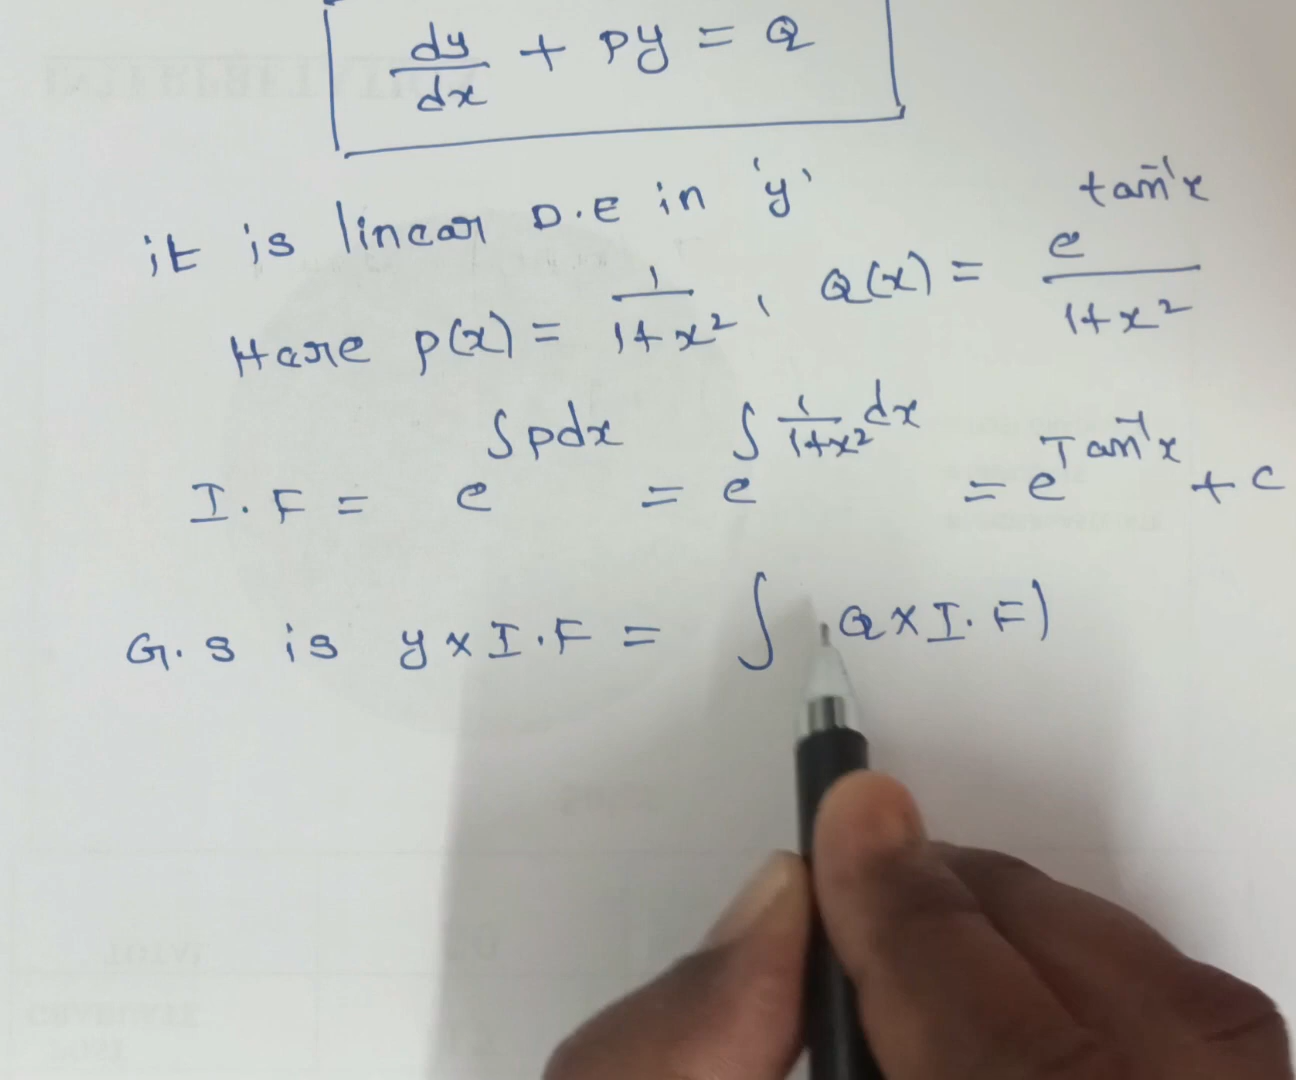 dy/dx + Py = Q
it is linear D.E in 'y'
Here p(x) = 1/1+x², Q(x) = e^tan⁻¹x/1+x²
I.F = e^∫pdx = e^∫1/1+x² dx = e^Tan⁻¹x + c
G.S is y x I.F = ∫ Q x I.F)